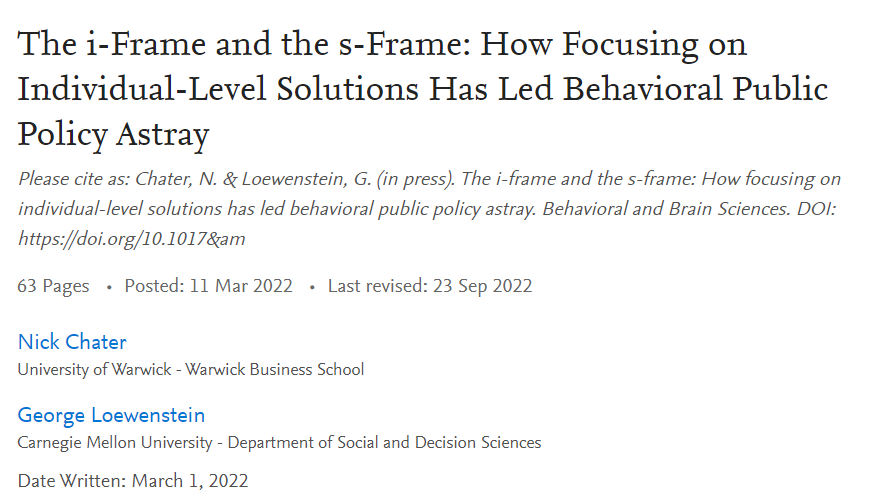 The i-Frame and the s-Frame: How Focusing on
Individual-Level Solutions Has Led Behavioral Public
Policy Astray
Please cite as: Chater, N. & Loewenstein, G. (in press). The i-frame and the s-frame: How focusing on
individual-level solutions has led behavioral public policy astray. Behavioral and Brain Sciences. DOI:
https://doi.org/10.1017&am
63 Pages • Posted: 11 Mar 2022 • Last revised: 23 Sep 2022
Nick Chater
University of Warwick - Warwick Business School
George Loewenstein
Carnegie Mellon University - Department of Social and Decision Sciences
Date Written: March 1, 2022